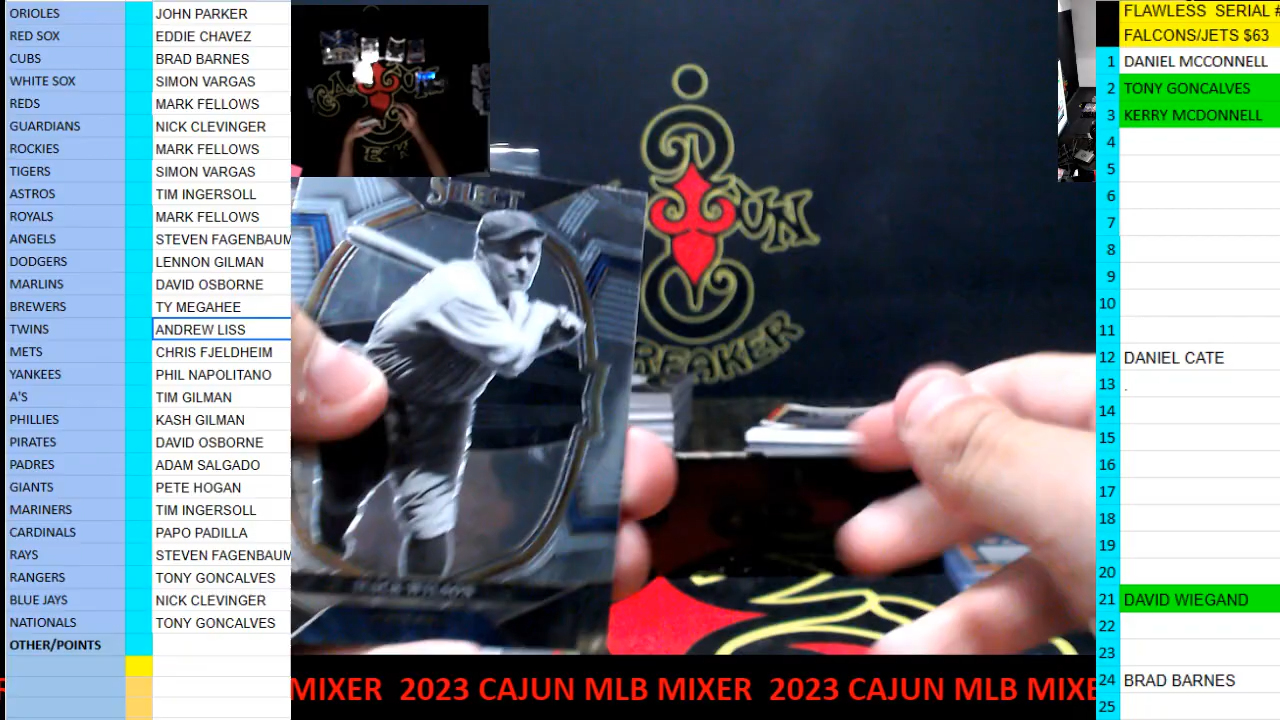 ORIOLES JOHN PARKER
RED SOX EDDIE CHAVEZ
CUBS BRAD BARNES
WHITE SOX SIMON VARGAS
REDS MARK FELLOWS
GUARDIANS NICK CLEVINGER
ROCKIES MARK FELLOWS
TIGERS SIMON VARGAS
ASTROS TIM INGERSOLL
ROYALS MARK FELLOWS
ANGELS STEVEN FAGENBAUM
DODGERS LENNON GILMAN
MARLINS DAVID OSBORNE
BREWERS TY MEGAHEE
TWINS ANDREW LISS
METS CHRIS FJELDHEIM
YANKEES PHIL NAPOLITANO
A'S TIM GILMAN
PHILLIES KASH GILMAN
PIRATES DAVID OSBORNE
PADRES ADAM SALGADO
GIANTS PETE HOGAN
MARINERS TIM INGERSOLL
CARDINALS PAPO PADILLA
RAYS STEVEN FAGENBAUM
RANGERS TONY GONCALVES
BLUE JAYS NICK CLEVINGER
NATIONALS TONY GONCALVES
OTHER/POINTS
SELECT
BREAKER
MIXER 2023 CAJUN MLB MIXER 2023 CAJUN MLB MIXE
FLAWLESS SERIAL #
FALCONS/JETS $63
1 DANIEL MCCONNELL
2 TONY GONCALVES
3 KERRY MCDONNELL
4
5
6
7
8
9
10
11
12 DANIEL CATE
13 .
14
15
16
17
18
19
20
21 DAVID WIEGAND
22
23
24 BRAD BARNES
25